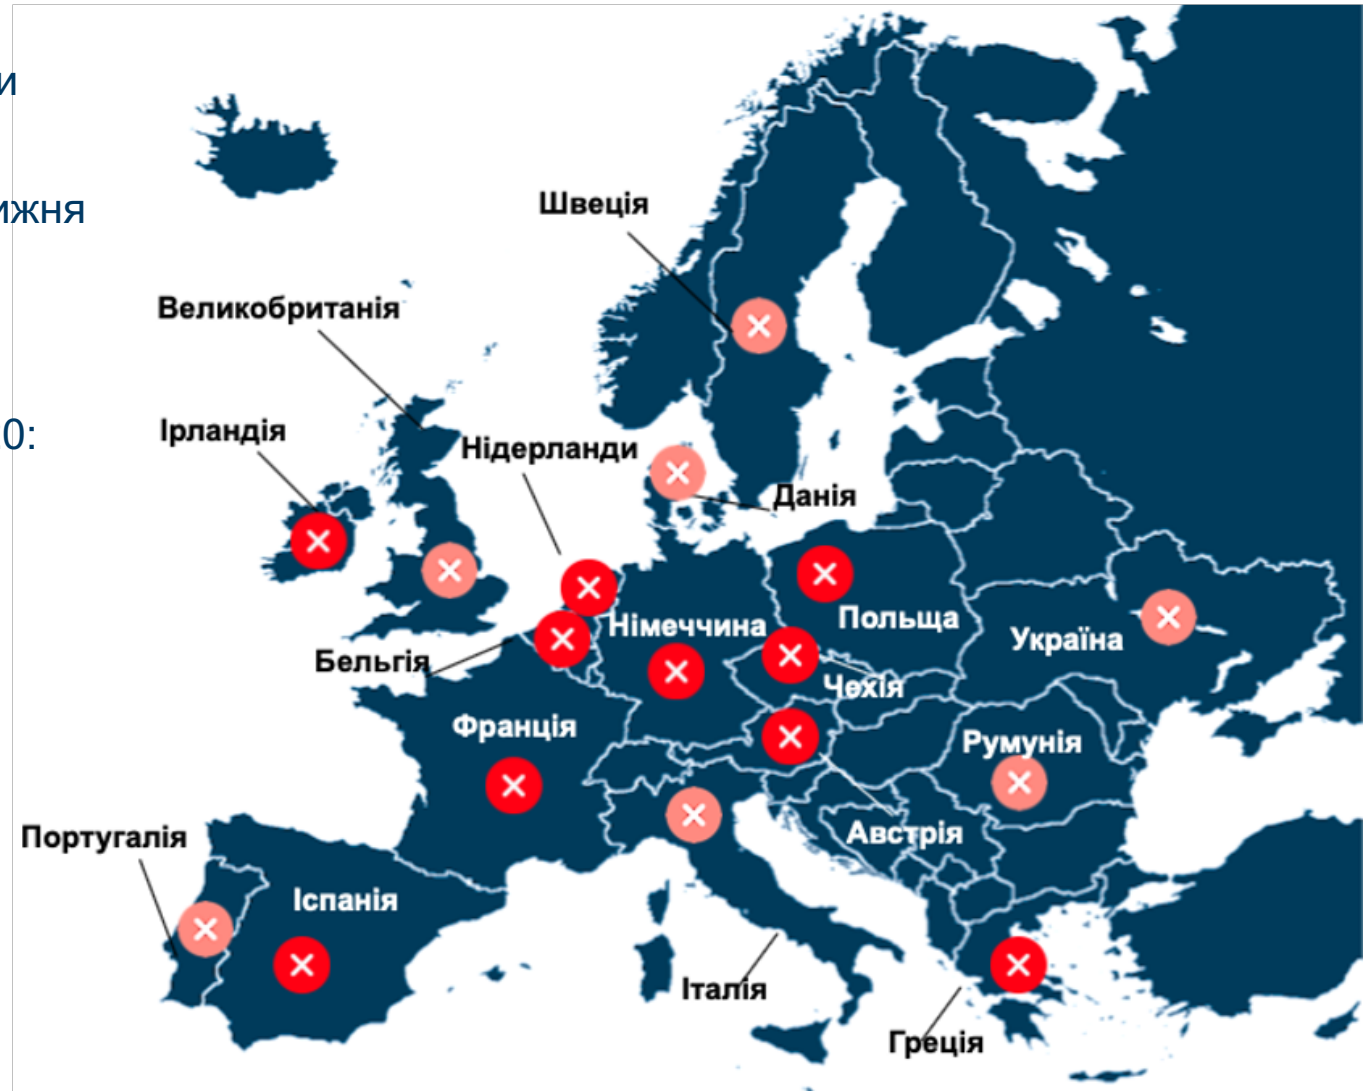 и
ижня
Швеція
Великобританія
0:
Ірландія
Нідерланди
Данія
Польща
Німеччина
Україна
Бельгія
Чехія
Франція
Румунія
Австрія
Португалія
Іспанія
Італія
Греція